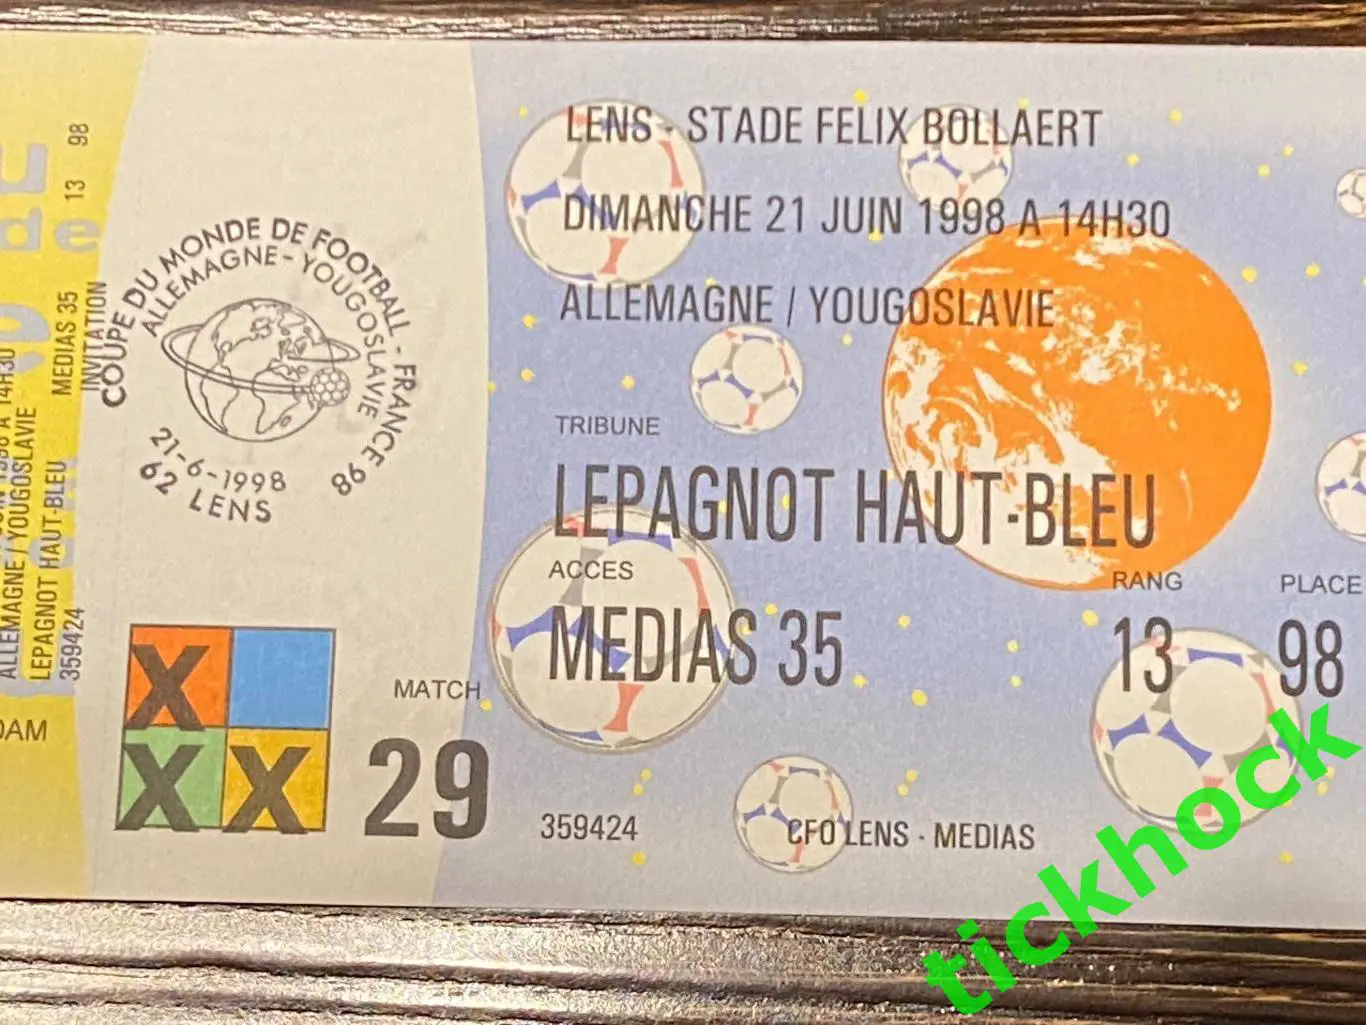 LENS - STADE FELIX BOLLAERT
DIMANCHE 21 JUIN 1998 A 14H30
ALLEMAGNE / YOUGOSLAVIE
TRIBUNE
LEPAGNOT HAUT-BLEU
ACCES
MEDIAS 35
RANG
13
PLACE
98
359424
CFO LENS - MEDIAS
COUPE DU MONDE DE FOOTBALL - FRANCE 98
ALLEMAGNE - YOUGOSLAVIE
21-6-1998
62 LENS
X
X X
MATCH
29
1998 A 14H30
ALLEMAGNE / YOUGOSLAVIE
LEPAGNOT HAUT-BLEU
359424
MEDIAS 35 13 98
INVITATION
tickhock